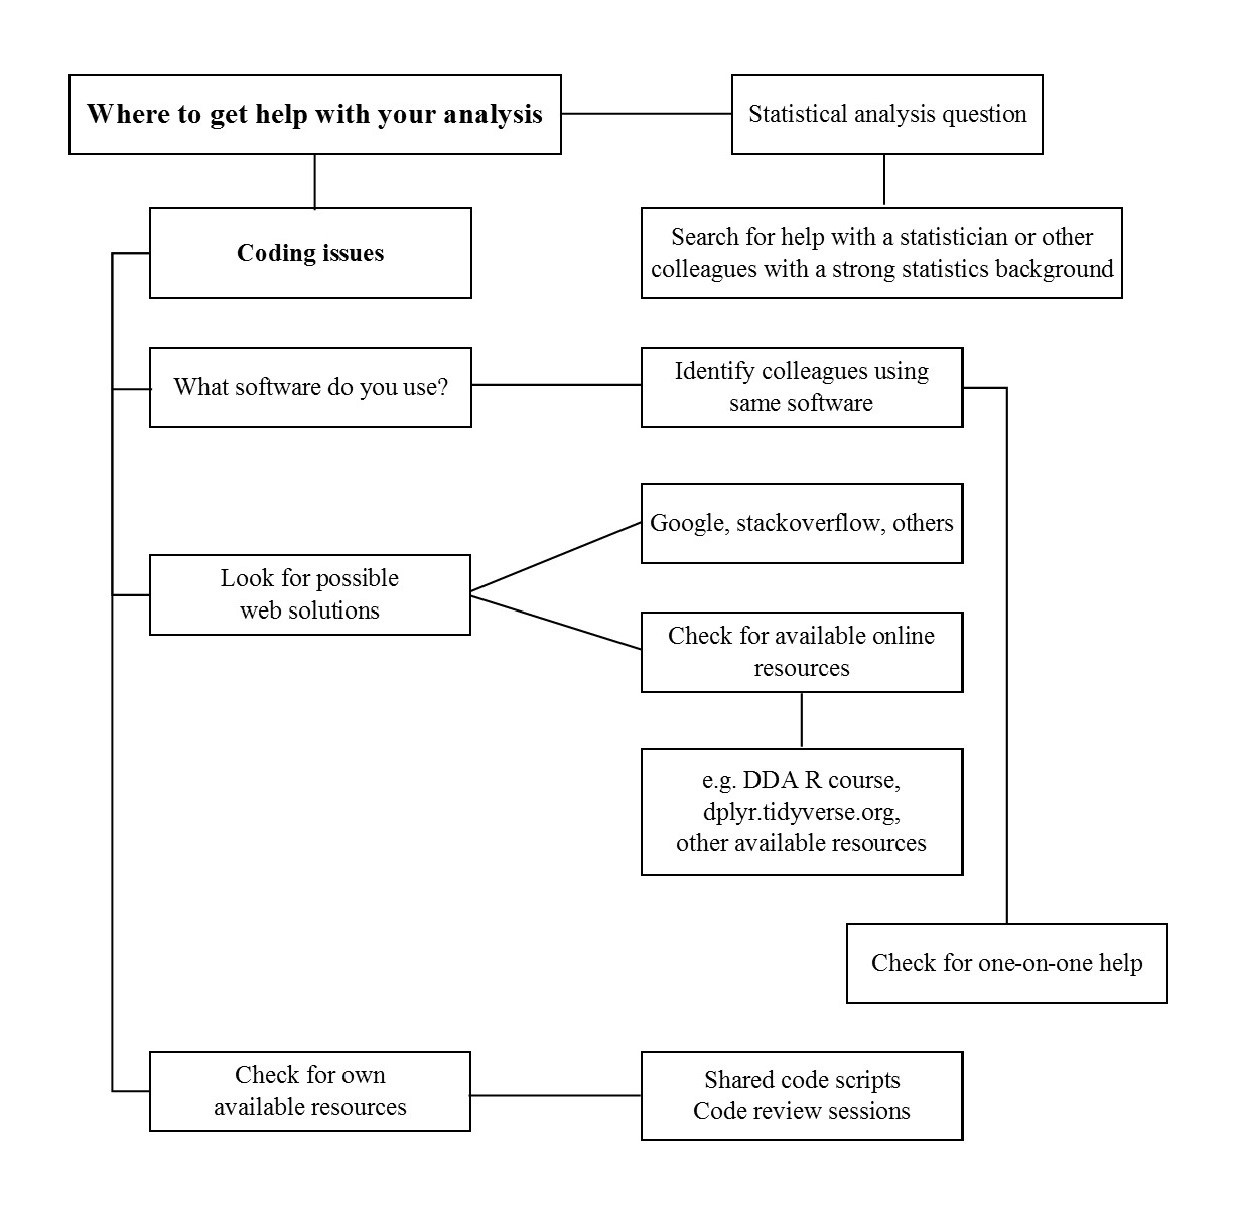 Where to get help with your analysis
Statistical analysis question
Coding issues
Search for help with a statistician or other
colleagues with a strong statistics background
What software do you use?
Identify colleagues using
same software
Google, stackoverflow, others
Look for possible
web solutions
Check for available online
resources
e.g. DDA R course,
dplyr.tidyverse.org,
other available resources
Check for one-on-one help
Check for own
available resources
Shared code scripts
Code review sessions